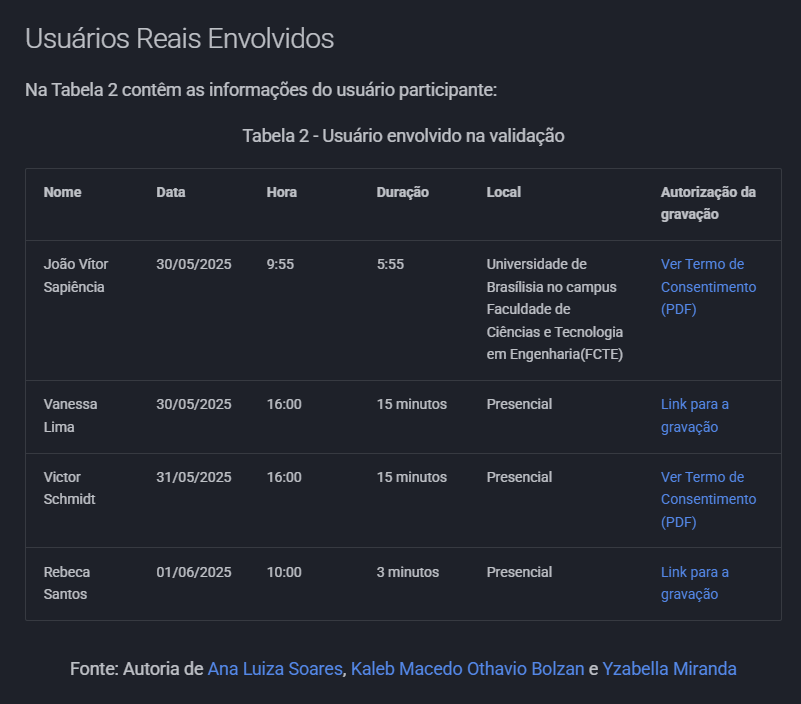 Usuários Reais Envolvidos
Na Tabela 2 contêm as informações do usuário participante:
Tabela 2 - Usuário envolvido na validação
Nome Data Hora Duração Local Autorização da
gravação
João Vítor 30/05/2025 9:55 5:55 Universidade de Ver Termo de
Sapiência Brasílisia no campus Consentimento
Faculdade de (PDF)
Ciências e Tecnologia
em Engenharia(FCTE)
Vanessa 30/05/2025 16:00 15 minutos Presencial Link para a
Lima gravação
Victor 31/05/2025 16:00 15 minutos Presencial Ver Termo de
Schmidt Consentimento
(PDF)
Rebeca 01/06/2025 10:00 3 minutos Presencial Link para a
Santos gravação
Fonte: Autoria de Ana Luiza Soares, Kaleb Macedo Othavio Bolzan e Yzabella Miranda